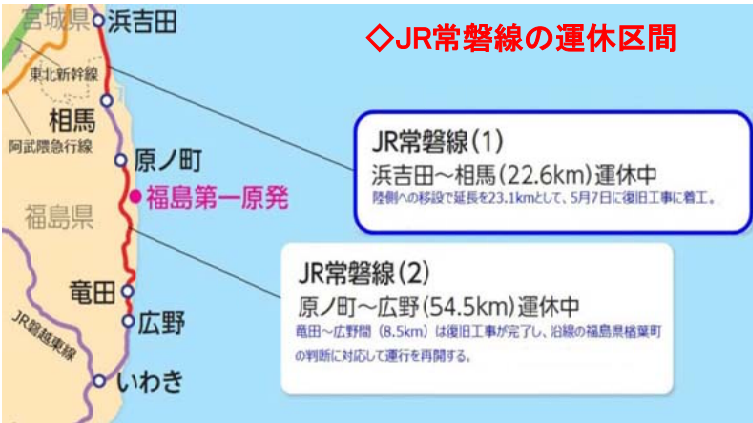 ◇JR常磐線の運休区間
宮城県
浜吉田
東北新幹線
相馬
阿武隈急行線
原ノ町
福島第一原発
福島県
竜田
広野
JR磐越東線
いわき
JR常磐線(1)
浜吉田～相馬(22.6km)運休中
陸側への移設で延長を23.1kmとして、5月7日に復旧工事に着工。
JR常磐線(2)
原ノ町～広野(54.5km)運休中
竜田～広野間(8.5km)は復旧工事が完了し、沿線の福島県楢葉町
の判断に対応して運行を再開する。